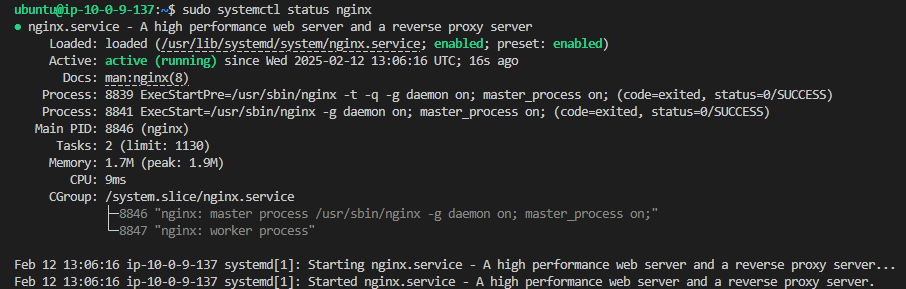 ubuntu@ip-10-0-9-137:~$ sudo systemctl status nginx
● nginx.service - A high performance web server and a reverse proxy server
     Loaded: loaded (/usr/lib/systemd/system/nginx.service; enabled; preset: enabled)
     Active: active (running) since Wed 2025-02-12 13:06:16 UTC; 16s ago
       Docs: man:nginx(8)
    Process: 8839 ExecStartPre=/usr/sbin/nginx -t -q -g daemon on; master_process on; (code=exited, status=0/SUCCESS)
    Process: 8841 ExecStart=/usr/sbin/nginx -g daemon on; master_process on; (code=exited, status=0/SUCCESS)
   Main PID: 8846 (nginx)
      Tasks: 2 (limit: 1130)
     Memory: 1.7M (peak: 1.9M)
        CPU: 9ms
     CGroup: /system.slice/nginx.service
             ├─8846 "nginx: master process /usr/sbin/nginx -g daemon on; master_process on;"
             └─8847 "nginx: worker process"

Feb 12 13:06:16 ip-10-0-9-137 systemd[1]: Starting nginx.service - A high performance web server and a reverse proxy server...
Feb 12 13:06:16 ip-10-0-9-137 systemd[1]: Started nginx.service - A high performance web server and a reverse proxy server.